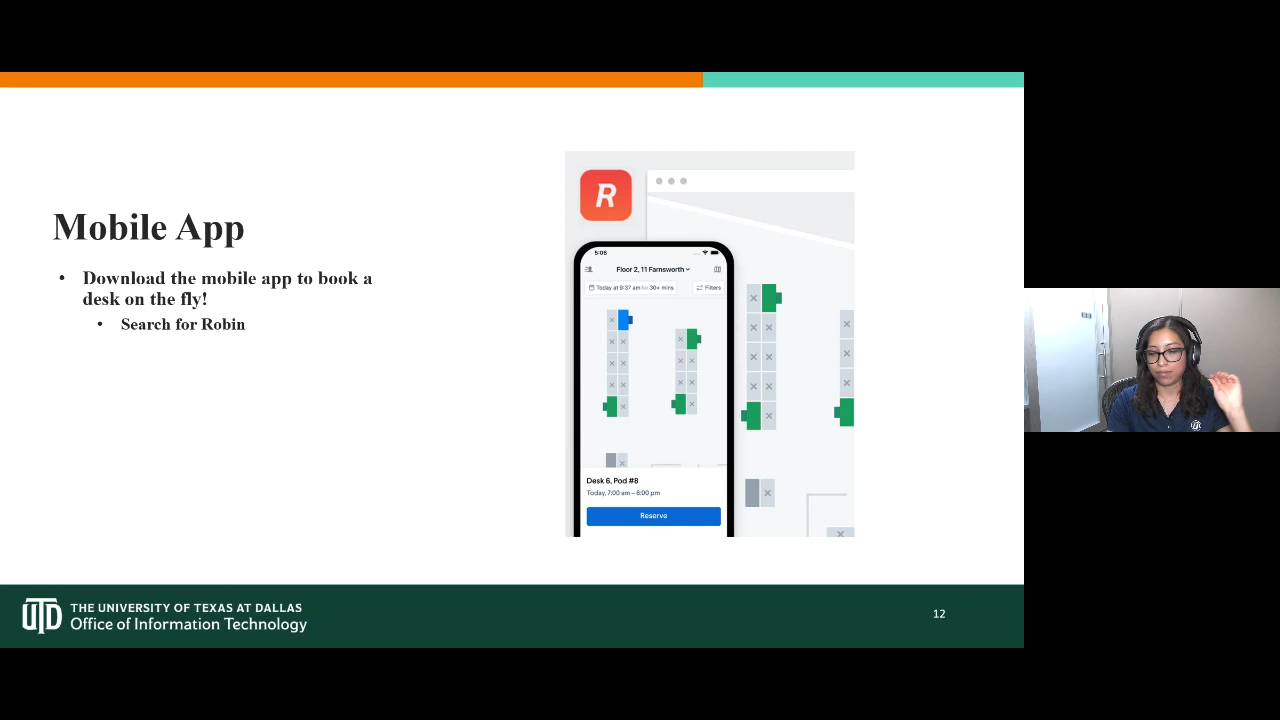 Mobile App
• Download the mobile app to book a
desk on the fly!
• Search for Robin
R
5:06
Floor 2, 11 Farnsworth
Today at 9:37 am for 30+ mins
Filters
Desk 6, Pod #8
Today, 7:00 am – 6:00 pm
Reserve
UTD
THE UNIVERSITY OF TEXAS AT DALLAS
Office of Information Technology
12